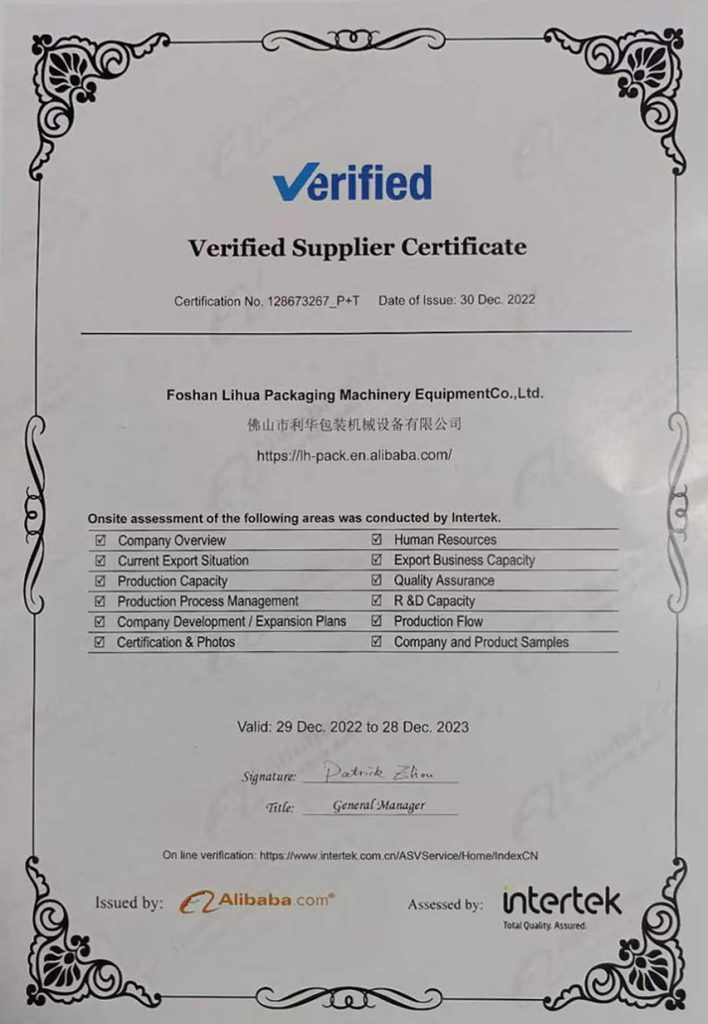 Verified
Verified Supplier Certificate
Certification No. 128673267_P+T Date of Issue: 30 Dec. 2022
Foshan Lihua Packaging Machinery EquipmentCo.,Ltd.
佛山市利华包装机械设备有限公司
https://lh-pack.en.alibaba.com/
Onsite assessment of the following areas was conducted by Intertek.
☑ Company Overview ☑ Human Resources
☑ Current Export Situation ☑ Export Business Capacity
☑ Production Capacity ☑ Quality Assurance
☑ Production Process Management ☑ R &D Capacity
☑ Company Development / Expansion Plans ☑ Production Flow
☑ Certification & Photos ☑ Company and Product Samples
Valid: 29 Dec. 2022 to 28 Dec. 2023
Signature: Patrick Zhou
Title: General Manager
On line verification: https://www.intertek.com.cn/ASVService/Home/IndexCN
Issued by: Alibaba.com® Assessed by: intertek
Total Quality. Assured.